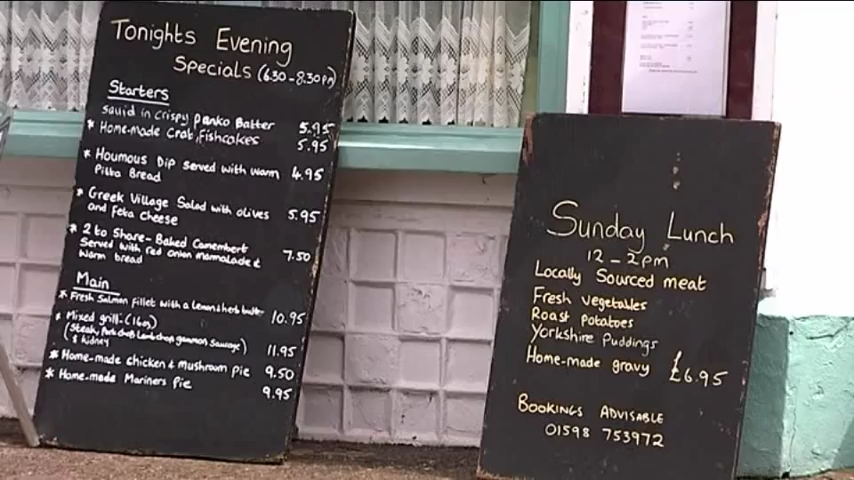 Tonights Evening
Specials (6.30-8.30pm)
Starters
Squid in Crispy Panko Batter 5.95
* Home-made Crab Fishcakes 5.95
* Houmous Dip served with warm 4.95
Pitta Bread
* Greek Village Salad with olives 5.95
and Feta Cheese
* 2 to Share- Baked Camembert
Served with red onion marmalade & 7.50
warm bread
Main
* Fresh Salmon fillet with a lemon & herb butter 10.95
* Mixed grill: (16oz)
(Steak, Pork chop, Lamb chop, gammon Sausage) 11.95
& kidney
* Home-made Chicken & mushroom pie 9.50
* Home-made Mariners Pie 9.95
Sunday Lunch
12-2pm
Locally Sourced meat
Fresh vegetables
Roast potatoes
Yorkshire Puddings
Home-made gravy £6.95
BOOKINGS ADVISABLE
01598 753972